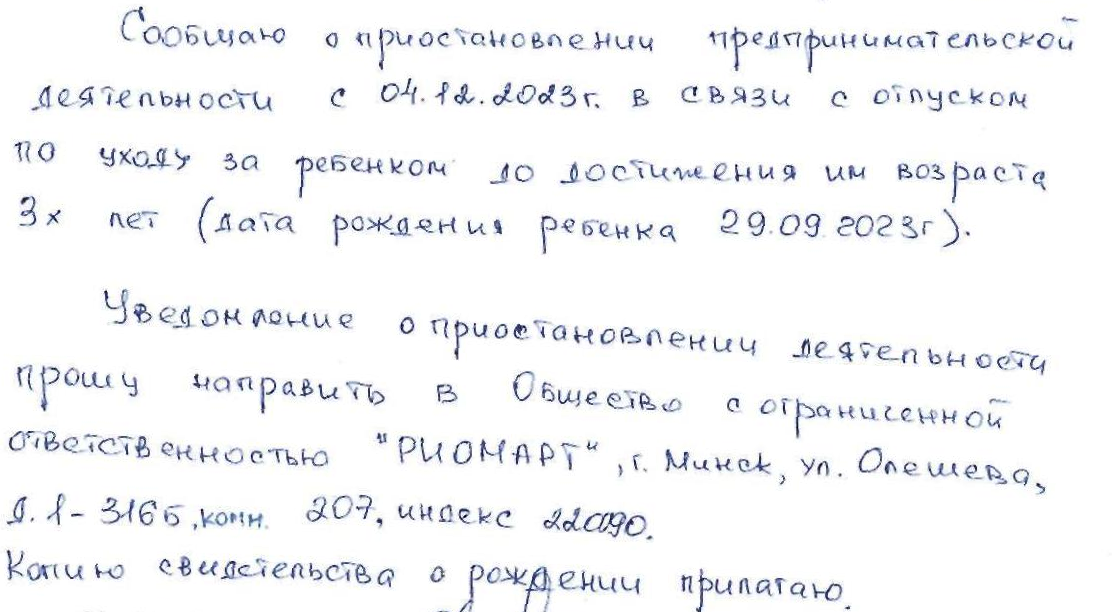 Сообщаю о приостановлении предпринимательской
деятельности с 04.12.2023г. в связи с отпуском
по уходу за ребенком до достижения им возраста
3х лет (дата рождения ребенка 29.09.2023г).
Уведомление о приостановлении деятельности
прошу направить в Общество с ограниченной
ответственностью "РИОМАРТ", г. Минск, ул. Олешева,
д. 1-316Б, комн. 207, индекс 220090.
Копию свидетельства о рождении прилагаю.